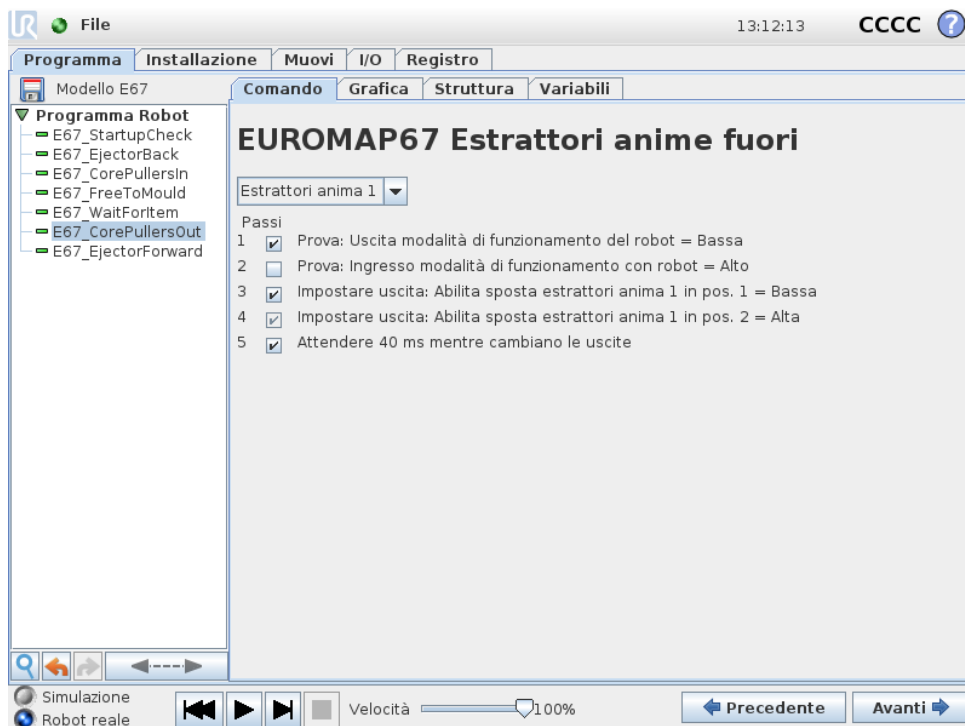 UR File 13:12:13 CCCC ?
Programma Installazione Muovi I/O Registro
Modello E67 Comando Grafica Struttura Variabili
Programma Robot
E67_StartupCheck
E67_EjectorBack
E67_CorePullersIn
E67_FreeToMould
E67_WaitForItem
E67_CorePullersOut
E67_EjectorForward
EUROMAP67 Estrattori anime fuori
Estrattori anima 1
Passi
1 Prova: Uscita modalità di funzionamento del robot = Bassa
2 Prova: Ingresso modalità di funzionamento con robot = Alto
3 Impostare uscita: Abilita sposta estrattori anima 1 in pos. 1 = Bassa
4 Impostare uscita: Abilita sposta estrattori anima 1 in pos. 2 = Alta
5 Attendere 40 ms mentre cambiano le uscite
Simulazione
Robot reale
Velocità 100% Precedente Avanti